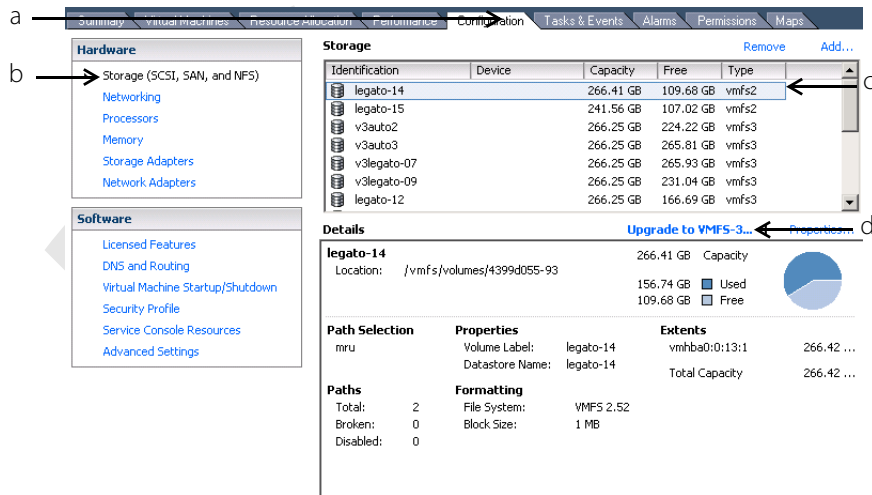 a
Summary Virtual Machines Resource Allocation Performance Configuration Tasks & Events Alarms Permissions Maps
Hardware
b
Storage (SCSI, SAN, and NFS)
Networking
Processors
Memory
Storage Adapters
Network Adapters
Software
Licensed Features
DNS and Routing
Virtual Machine Startup/Shutdown
Security Profile
Service Console Resources
Advanced Settings
Storage Remove Add...
Identification Device Capacity Free Type
legato-14 266.41 GB 109.68 GB vmfs2
c
legato-15 241.56 GB 107.02 GB vmfs2
v3auto2 266.25 GB 224.22 GB vmfs3
v3auto3 266.25 GB 265.81 GB vmfs3
v3legato-07 266.25 GB 265.93 GB vmfs3
v3legato-09 266.25 GB 231.04 GB vmfs3
legato-12 266.25 GB 166.69 GB vmfs3
Details Upgrade to VMFS-3... Properties...
d
legato-14 266.41 GB Capacity
Location: /vmfs/volumes/4399d055-93
156.74 GB Used
109.68 GB Free
Path Selection
mru
Properties
Volume Label: legato-14
Datastore Name: legato-14
Extents
vmhba0:0:13:1 266.42 ...
Total Capacity 266.42 ...
Paths
Total: 2
Broken: 0
Disabled: 0
Formatting
File System: VMFS 2.52
Block Size: 1 MB